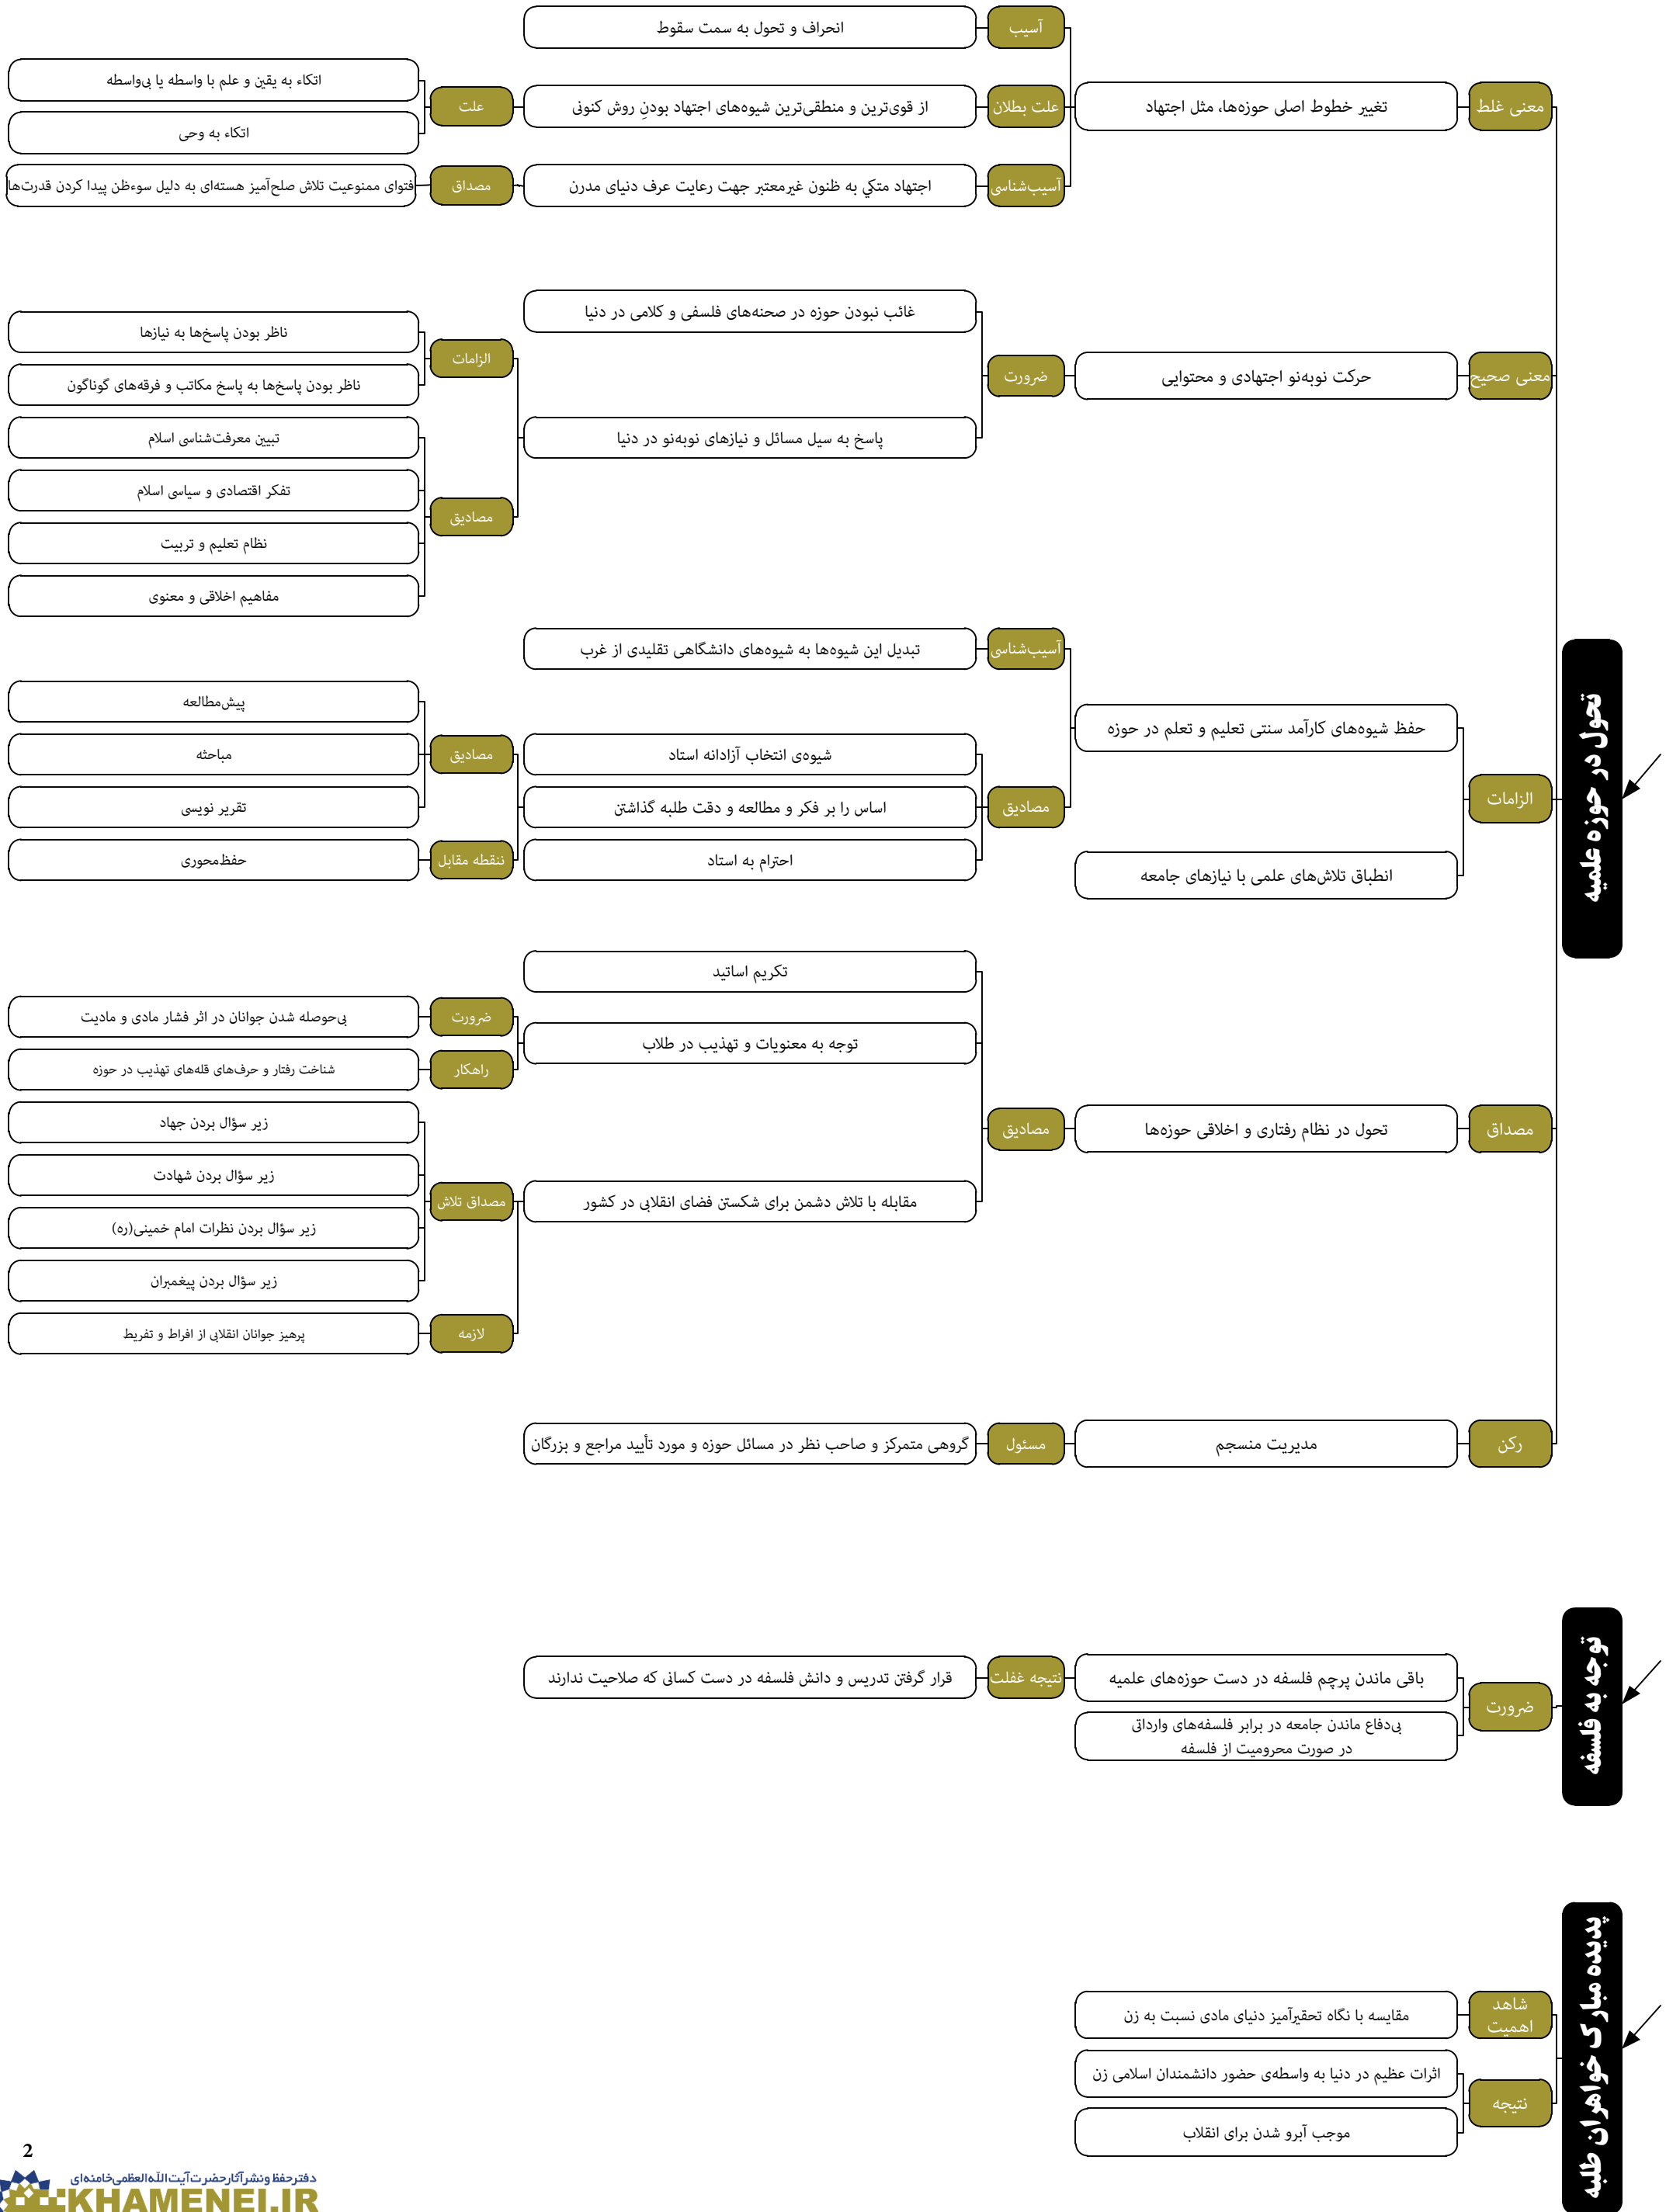 تحول در حوزه علمیه
معنی غلط
تغییر خطوط اصلی حوزه‌ها، مثل اجتهاد
آسیب
انحراف و تحول به سمت سقوط
علت بطلان
از قوی‌ترین و منطقی‌ترین شیوه‌های اجتهاد بودنِ روش کنونی
علت
اتکاء به یقین و علم با واسطه یا بی‌واسطه
اتکاء به وحی
آسیب‌شناسی
اجتهاد متکي به ظنون غیرمعتبر جهت رعایت عرف دنیای مدرن
مصداق
فتوای ممنوعیت تلاش صلح‌آمیز هسته‌ای به دلیل سوءظن پیدا کردن قدرت‌ها
معنی صحیح
حرکت نوبه‌نو اجتهادی و محتوایی
ضرورت
غائب نبودن حوزه در صحنه‌های فلسفی و کلامی در دنیا
پاسخ به سیل مسائل و نیازهای نوبه‌نو در دنیا
الزامات
ناظر بودن پاسخ‌ها به نیازها
ناظر بودن پاسخ‌ها به پاسخ مکاتب و فرقه‌های گوناگون
مصادیق
تبیین معرفت‌شناسی اسلام
تفکر اقتصادی و سیاسی اسلام
نظام تعلیم و تربیت
مفاهیم اخلاقی و معنوی
الزامات
حفظ شیوه‌های کارآمد سنتی تعلیم و تعلم در حوزه
آسیب‌شناسی
تبدیل این شیوه‌ها به شیوه‌های دانشگاهی تقلیدی از غرب
مصادیق
شیوه‌ی انتخاب آزادانه استاد
اساس را بر فکر و مطالعه و دقت طلبه گذاشتن
مصادیق
پیش‌مطالعه
مباحثه
تقریر نویسی
ننقطه مقابل
حفظ‌محوری
احترام به استاد
انطباق تلاش‌های علمی با نیازهای جامعه
مصداق
تحول در نظام رفتاری و اخلاقی حوزه‌ها
مصادیق
تکریم اساتید
توجه به معنویات و تهذیب در طلاب
ضرورت
بی‌حوصله شدن جوانان در اثر فشار مادی و مادیت
راهکار
شناخت رفتار و حرف‌های قله‌های تهذیب در حوزه
مقابله با تلاش دشمن برای شکستن فضای انقلابی در کشور
مصداق تلاش
زیر سؤال بردن جهاد
زیر سؤال بردن شهادت
زیر سؤال بردن نظرات امام خمینی(ره)
زیر سؤال بردن پیغمبران
لازمه
پرهیز جوانان انقلابی از افراط و تفریط
رکن
مدیریت منسجم
مسئول
گروهی متمرکز و صاحب نظر در مسائل حوزه و مورد تأیید مراجع و بزرگان
توجه به فلسفه
ضرورت
باقی ماندن پرچم فلسفه در دست حوزه‌های علمیه
نتیجه غفلت
قرار گرفتن تدریس و دانش فلسفه در دست کسانی که صلاحیت ندارند
بی‌دفاع ماندن جامعه در برابر فلسفه‌های وارداتی
در صورت محرومیت از فلسفه
پدیده مبارک خواهران طلبه
شاهد
اهمیت
مقایسه با نگاه تحقیرآمیز دنیای مادی نسبت به زن
نتیجه
اثرات عظیم در دنیا به واسطه‌ی حضور دانشمندان اسلامی زن
موجب آبرو شدن برای انقلاب
2
دفتر حفظ و نشر آثار حضرت آیت‌الله‌العظمی‌خامنه‌ای
KHAMENEI.IR